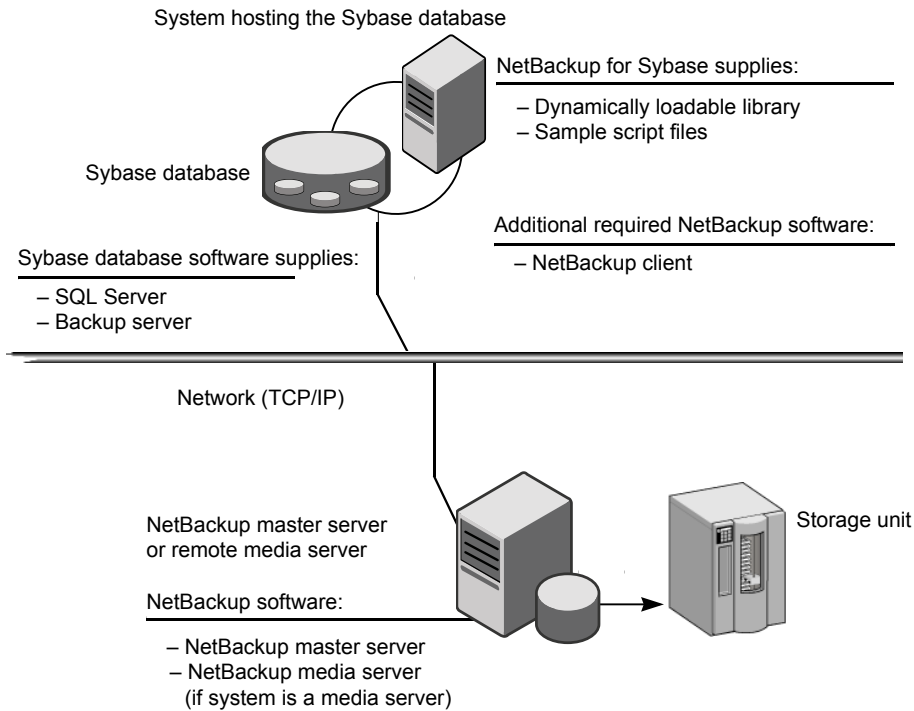 System hosting the Sybase database
NetBackup for Sybase supplies:
– Dynamically loadable library
– Sample script files
Sybase database
Additional required NetBackup software:
– NetBackup client
Sybase database software supplies:
– SQL Server
– Backup server
Network (TCP/IP)
NetBackup master server
or remote media server
Storage unit
NetBackup software:
– NetBackup master server
– NetBackup media server
(if system is a media server)